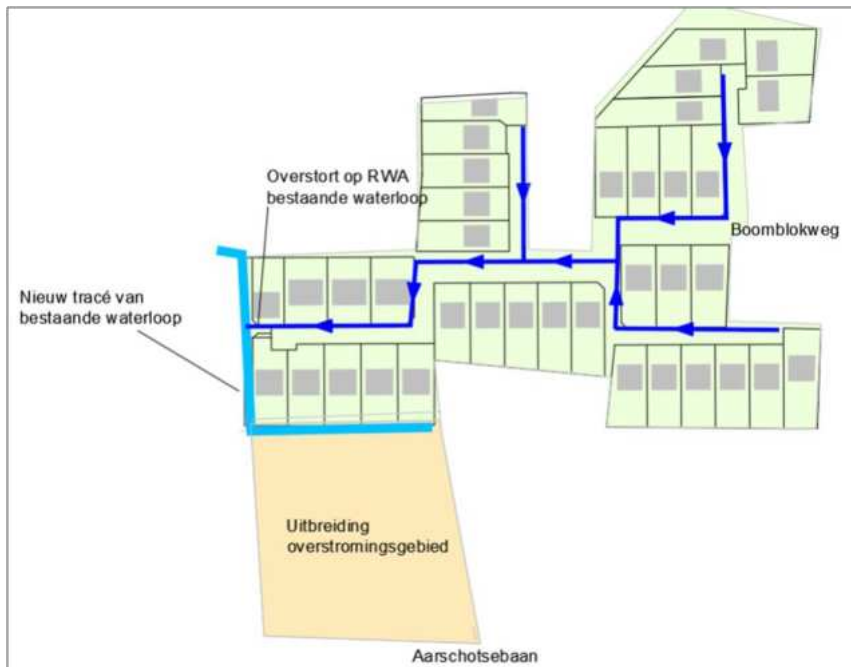 Overstort op RWA
bestaande waterloop
Boomblokweg
Nieuw tracé van
bestaande waterloop
Uitbreiding
overstromingsgebied
Aarschotsebaan